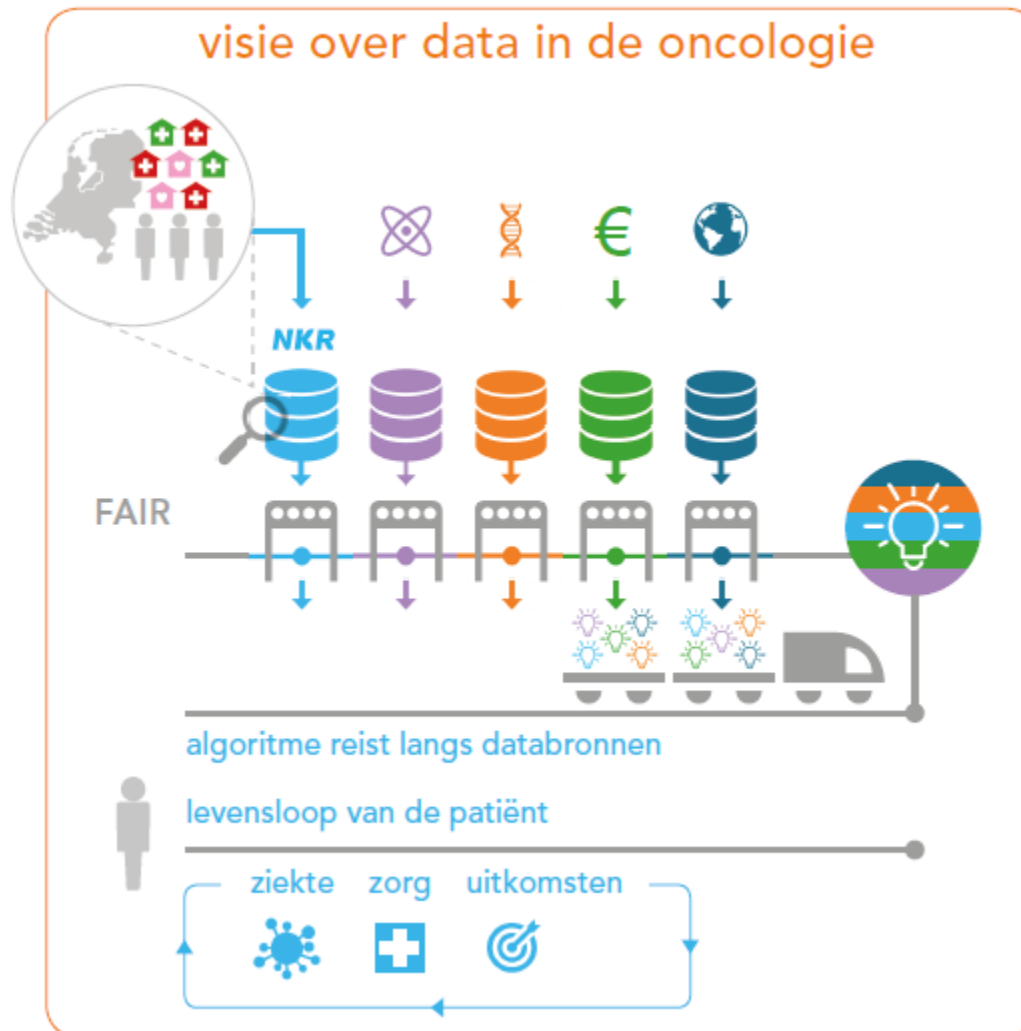 visie over data in de oncologie
€
NKR
FAIR
algoritme reist langs databronnen
levensloop van de patiënt
ziekte zorg uitkomsten